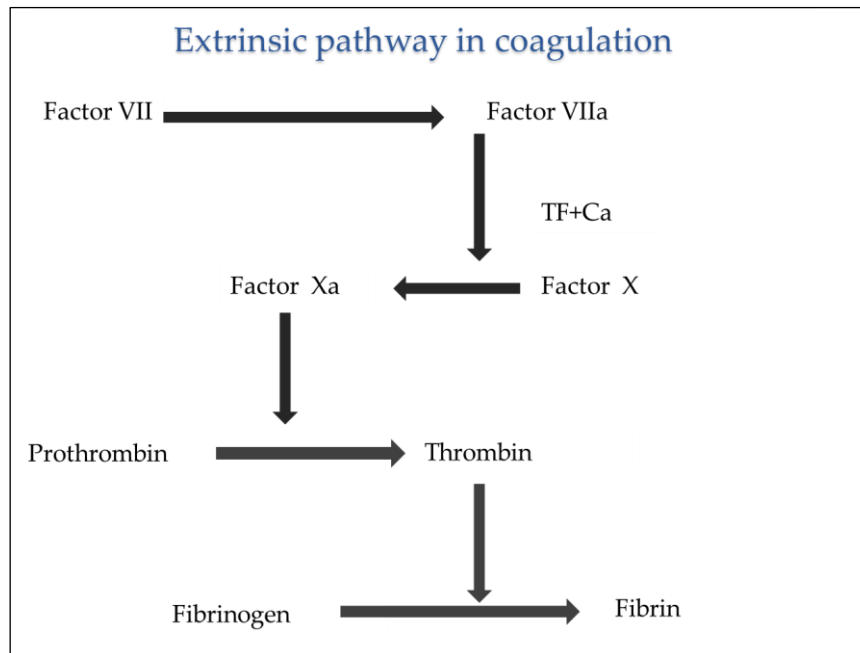 Extrinsic pathway in coagulation
Factor VII
Factor VIIa
TF+Ca
Factor Xa
Factor X
Prothrombin
Thrombin
Fibrinogen
Fibrin